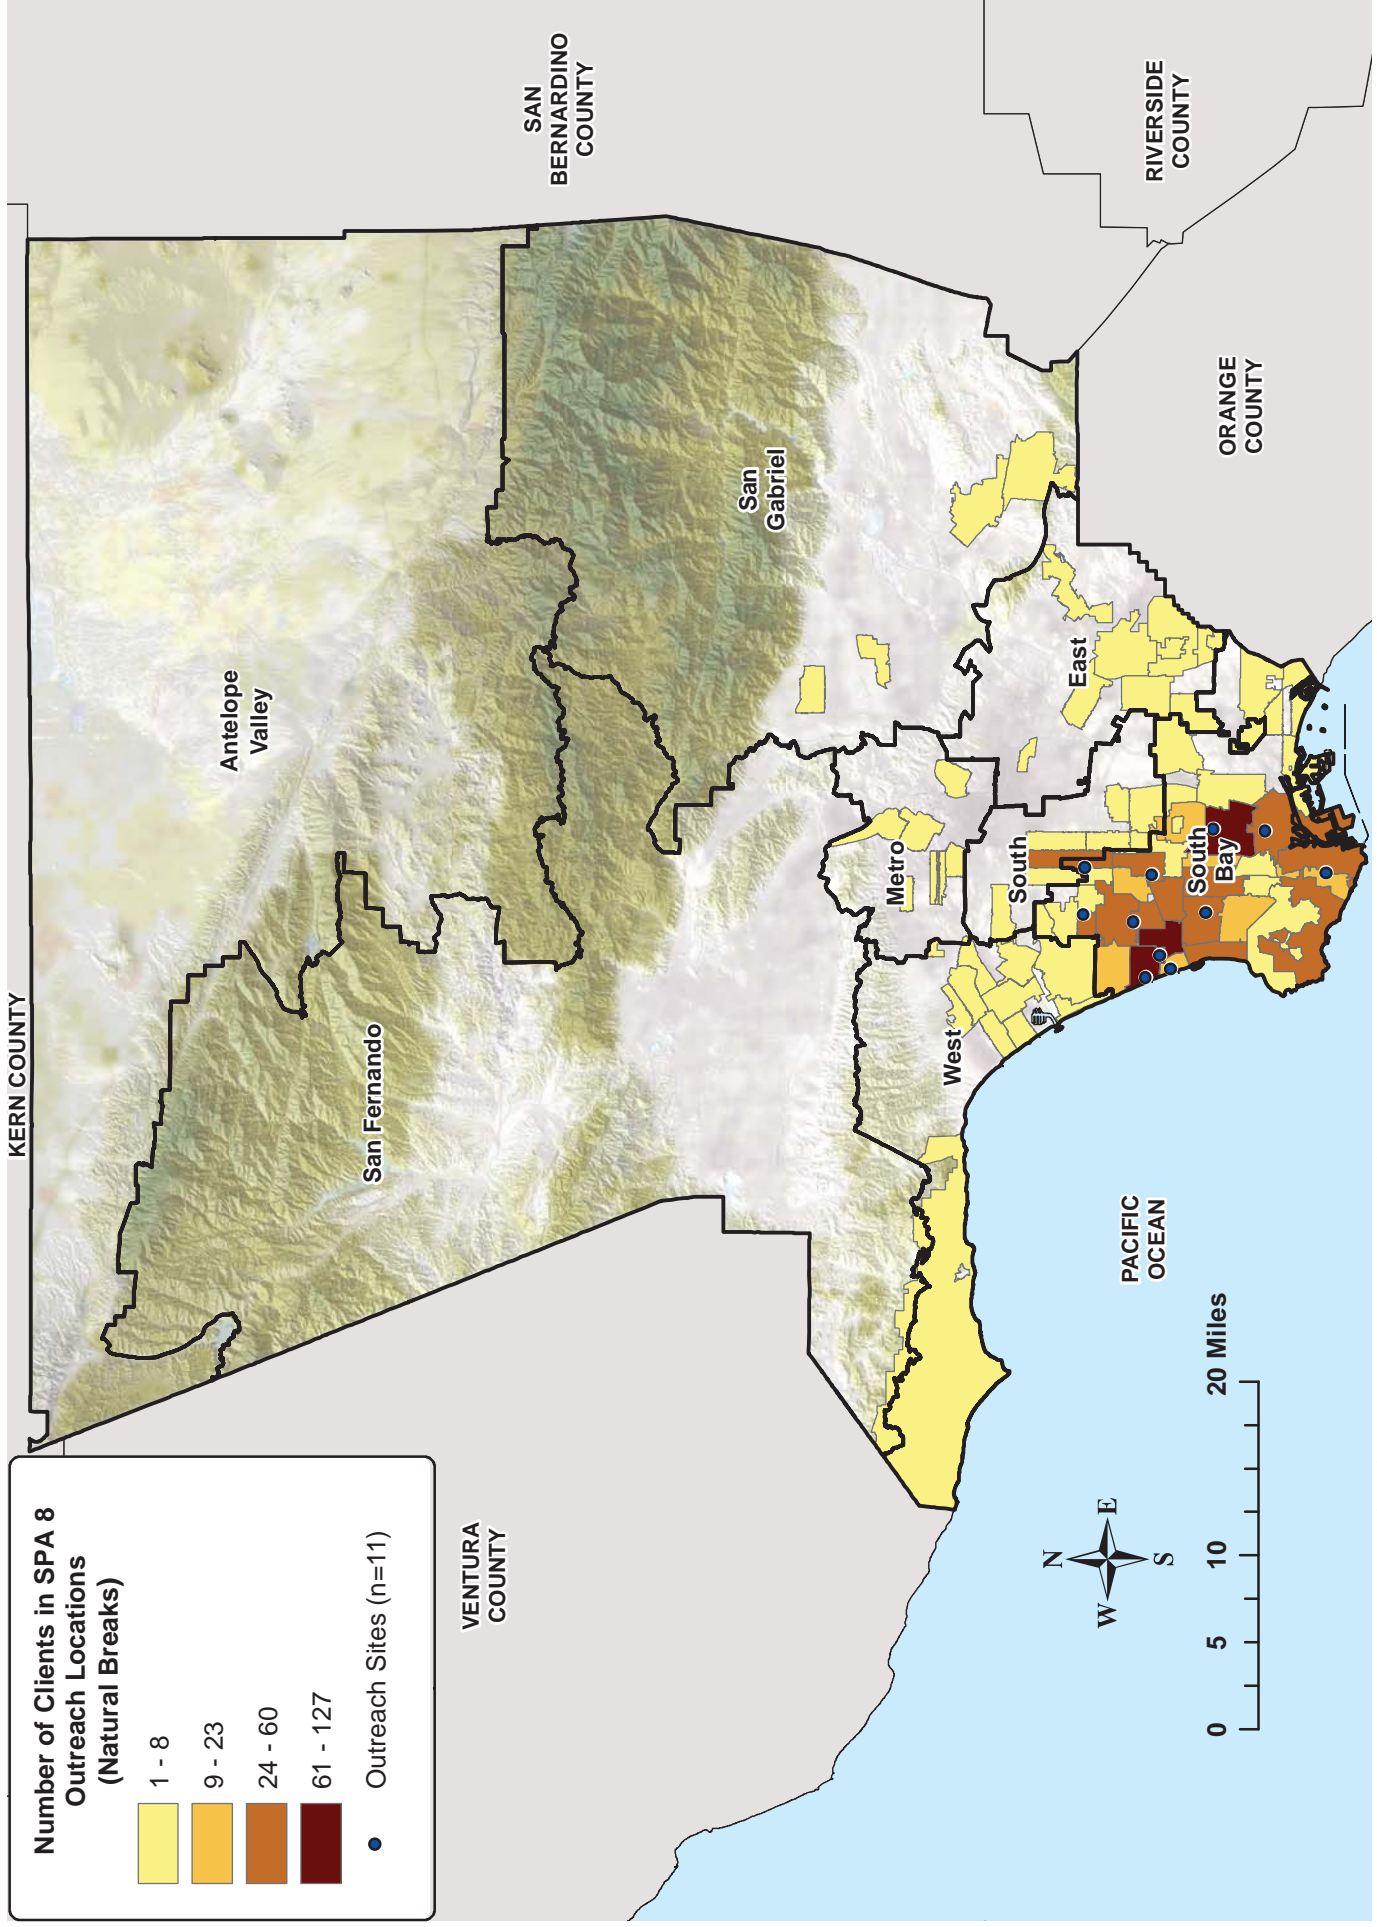 Number of Clients in SPA 8
Outreach Locations
(Natural Breaks)
1 - 8
9 - 23
24 - 60
61 - 127
Outreach Sites (n=11)
KERN COUNTY
Antelope
Valley
San Fernando
SAN
BERNARDINO
COUNTY
San
Gabriel
VENTURA
COUNTY
Metro
West
South
East
South
Bay
RIVERSIDE
COUNTY
ORANGE
COUNTY
PACIFIC
OCEAN
N
W
E
S
0
5
10
20 Miles